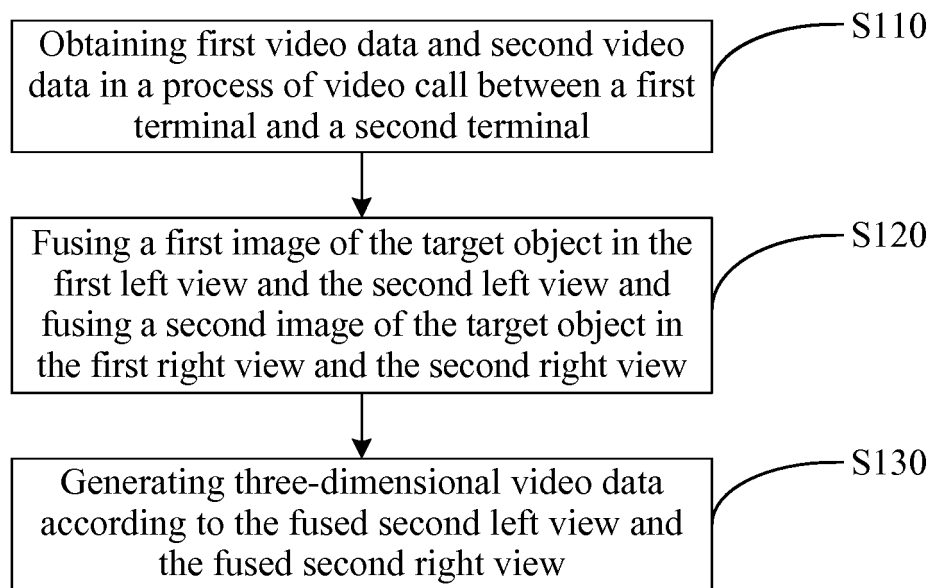 Obtaining first video data and second video
data in a process of video call between a first
terminal and a second terminal
S110
Fusing a first image of the target object in the
first left view and the second left view and
fusing a second image of the target object in
the first right view and the second right view
S120
Generating three-dimensional video data
according to the fused second left view and
the fused second right view
S130